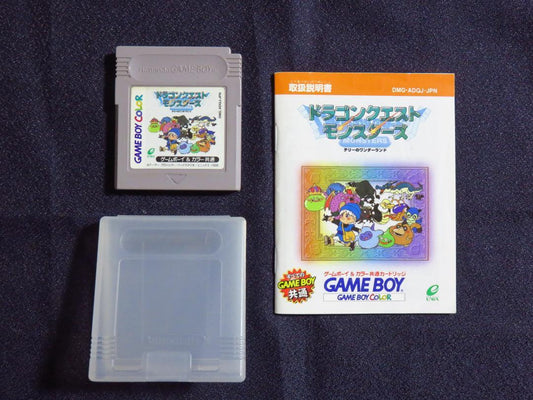 Nintendo GAME BOY
GAME BOY COLOR
ドラゴンクエスト
モンスターズ
DMG-ADQJ-JPN
ゲームボーイ & カラー共通
取扱説明書
DMG-ADQJ-JPN
ドラゴンクエスト
モンスターズ
MONSTERS
テリーのワンダーランド
ゲームボーイ & カラー共通カートリッジ
GAME BOY
共通
GAME BOY
GAME BOY COLOR
ENIX